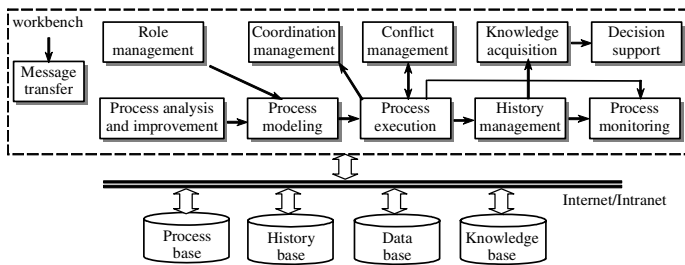 workbench
Message
transfer
Role
management
Coordination
management
Conflict
management
Knowledge
acquisition
Decision
support
Process analysis
and improvement
Process
modeling
Process
execution
History
management
Process
monitoring
Internet/Intranet
Process
base
History
base
Data
base
Knowledge
base